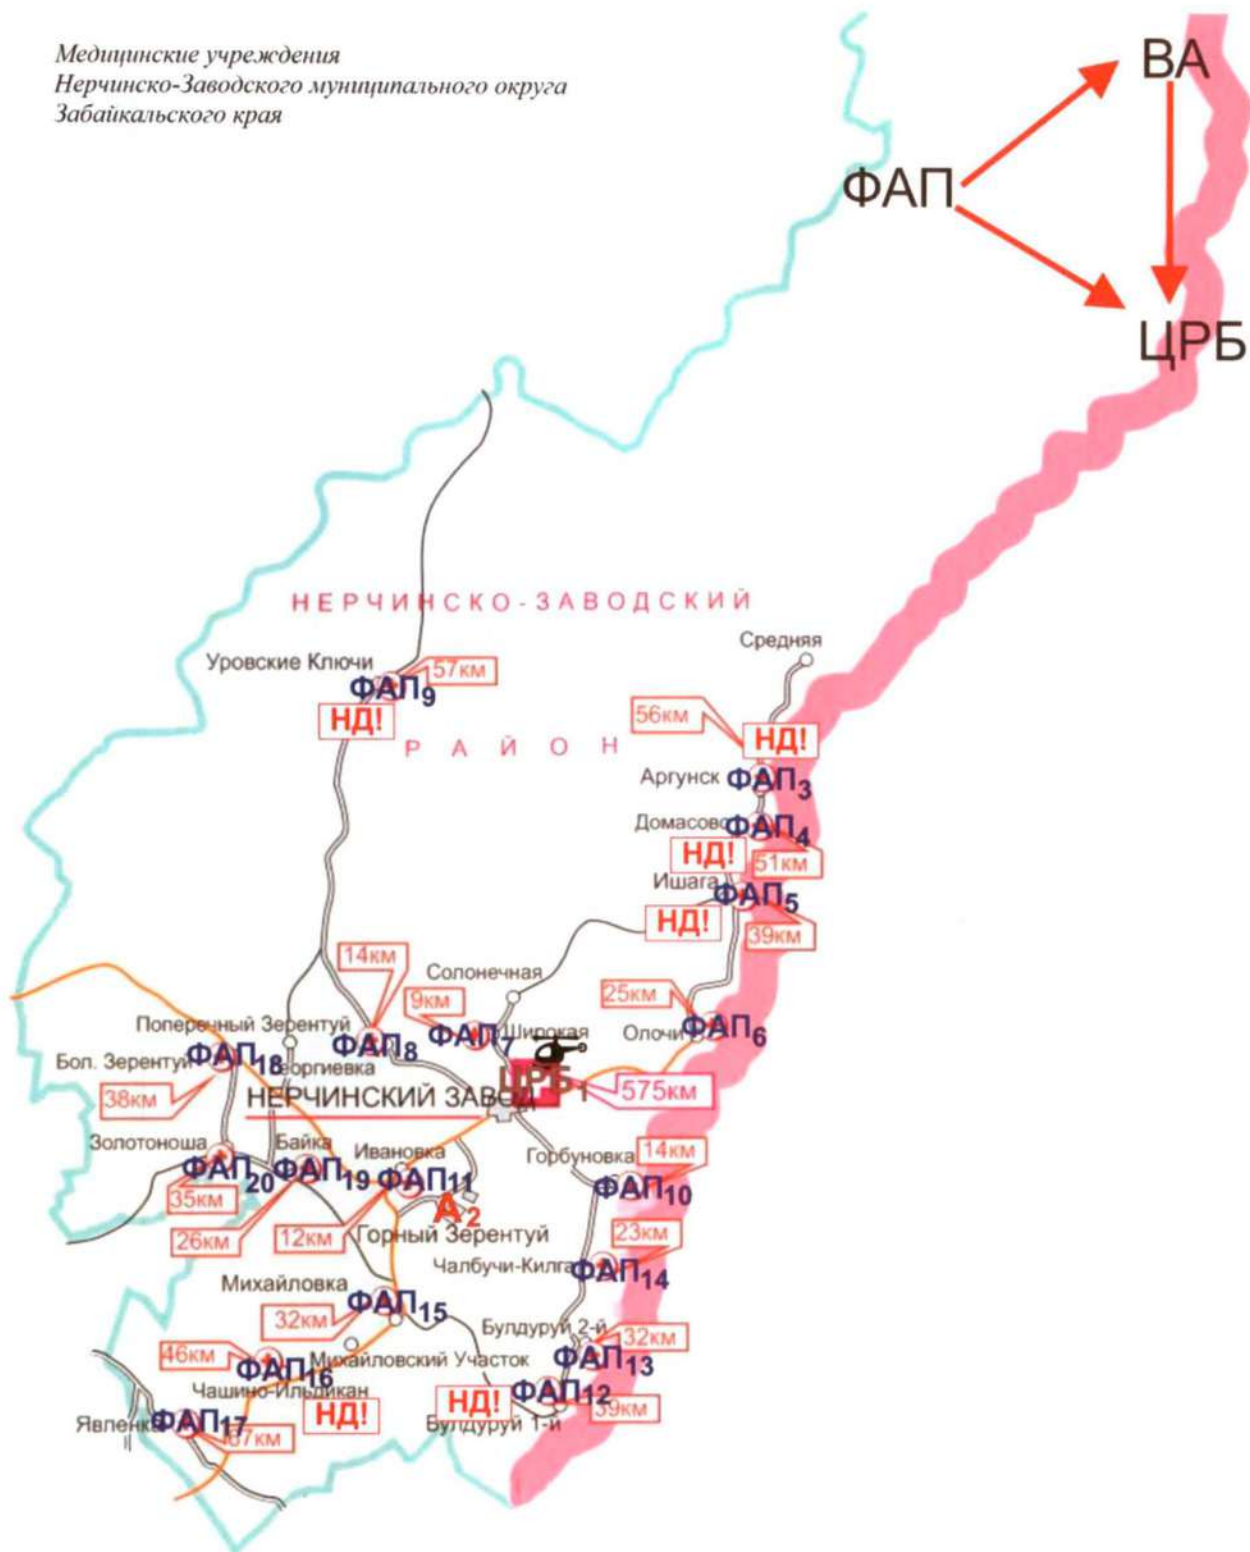 Медицинские учреждения
Нерчинско-Заводского муниципального округа
Забайкальского края
ВА
ФАП
ЦРБ
НЕРЧИНСКО-ЗАВОДСКИЙ
РАЙОН
Средняя
Уровские Ключи
57км
ФАП9
НД!
56км
НД!
Аргунск ФАП3
Домасово ФАП4
НД!
51км
Ишага ФАП5
НД!
39км
14км
Солонечная
9км
25км
Поперечный Зерентуй
ФАП8
ФАП7
Широкая
Олочи ФАП6
Бол. Зерентуй ФАП18
Георгиевка
ЦРБ1
575км
38км
НЕРЧИНСКИЙ ЗАВОД
Золотоноша
Байка
Ивановка
Горбуновка
14км
ФАП20
ФАП19
ФАП11
ФАП10
35км
А2
26км
12км
Горный Зерентуй
23км
Чалбучи-Килга ФАП14
Михайловка
ФАП15
32км
Булдуруй 2-й
32км
46км
Михайловский Участок
ФАП13
ФАП16
Чашино-Ильдикан
ФАП12
НД!
НД!
39км
Явленка ФАП17
Булдуруй 1-й
67км